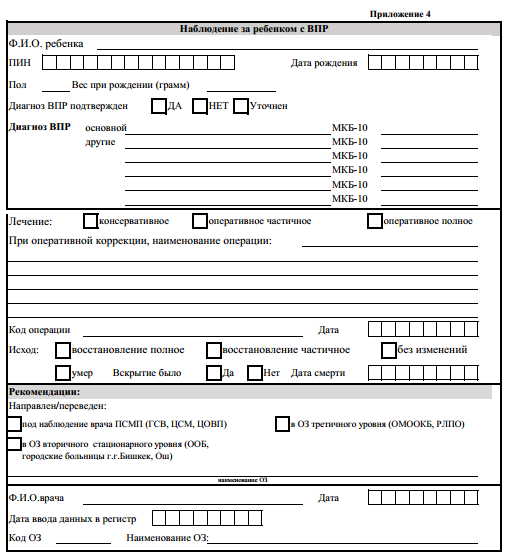 Приложение 4
Наблюдение за ребенком с ВПР
Ф.И.О. ребенка
ПИН Дата рождения
Пол Вес при рождении (грамм)
Диагноз ВПР подтвержден ДА НЕТ Уточнен
Диагноз ВПР основной МКБ-10
другие МКБ-10
МКБ-10
МКБ-10
МКБ-10
МКБ-10
Лечение: консервативное оперативное частичное оперативное полное
При оперативной коррекции, наименование операции:
Код операции Дата
Исход: восстановление полное восстановление частичное без изменений
умер Вскрытие было Да Нет Дата смерти
Рекомендации:
Направлен/переведен:
под наблюдение врача ПСМП (ГСВ, ЦСМ, ЦОВП) в ОЗ третичного уровня (ОМООКБ, РЛПО)
в ОЗ вторичного стационарного уровня (ООБ,
городские больницы г.г.Бишкек, Ош)
наименование ОЗ
Ф.И.О.врача Дата
Дата ввода данных в регистр
Код ОЗ Наименование ОЗ: